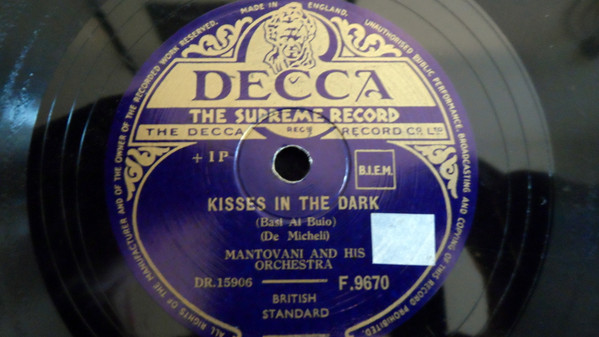 MADE IN ENGLAND.
ALL RIGHTS OF THE MANUFACTURER AND OF THE OWNER OF THE RECORDED WORK RESERVED.
UNAUTHORISED PUBLIC PERFORMANCE, BROADCASTING AND COPYING OF THIS RECORD PROHIBITED.
DECCA
THE SUPREME RECORD
THE DECCA RECORD CO. LTD
+ 1 P
B.I.E.M.
KISSES IN THE DARK
(Basi Al Buio)
(De Micheli)
MANTOVANI AND HIS
ORCHESTRA
DR.15906 F.9670
BRITISH
STANDARD